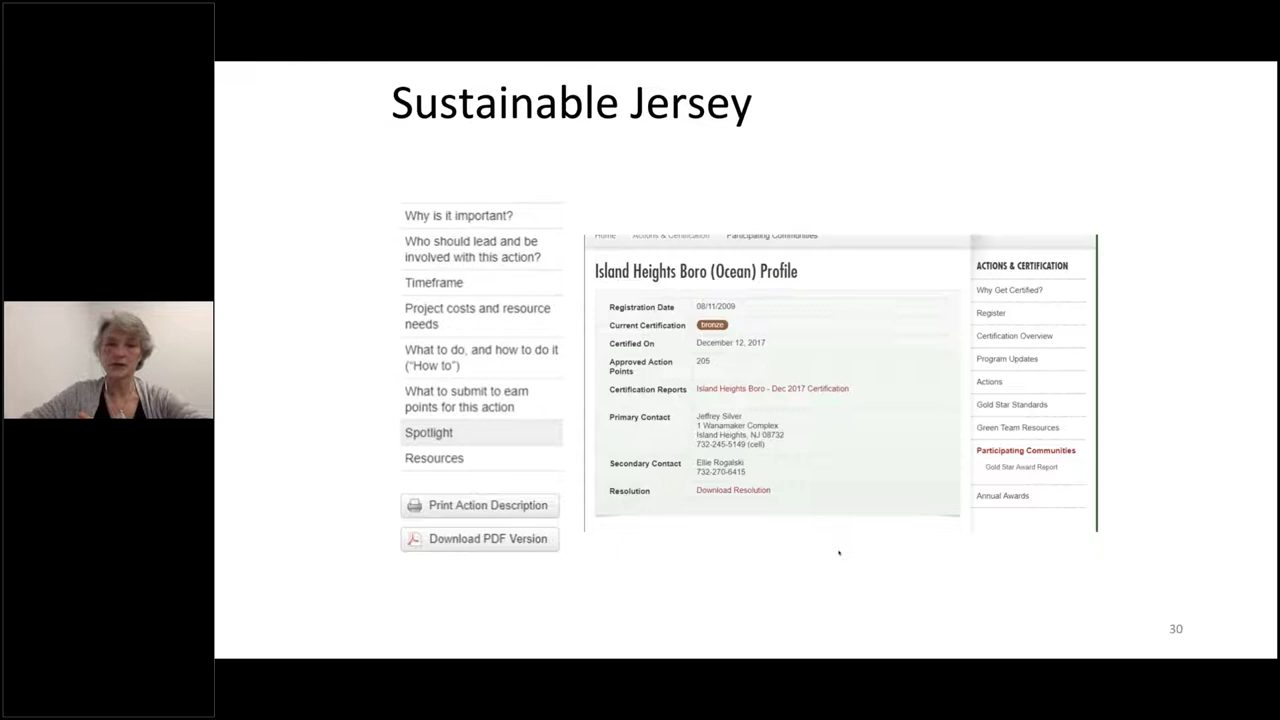 Sustainable Jersey
Why is it important?
Who should lead and be
involved with this action?
Timeframe
Project costs and resource
needs
What to do, and how to do it
("How to")
What to submit to earn
points for this action
Spotlight
Resources
Print Action Description
Download PDF Version
Home Actions & Certification Participating Communities
Island Heights Boro (Ocean) Profile
Registration Date 08/11/2009
Current Certification bronze
Certified On December 12, 2017
Approved Action Points 205
Certification Reports Island Heights Boro - Dec 2017 Certification
Primary Contact Jeffrey Silver
1 Wanamaker Complex
Island Heights, NJ 08732
732-245-5149 (cell)
Secondary Contact Ellie Rogalski
732-270-6415
Resolution Download Resolution
ACTIONS & CERTIFICATION
Why Get Certified?
Register
Certification Overview
Program Updates
Actions
Gold Star Standards
Green Team Resources
Participating Communities
Gold Star Award Report
Annual Awards
30